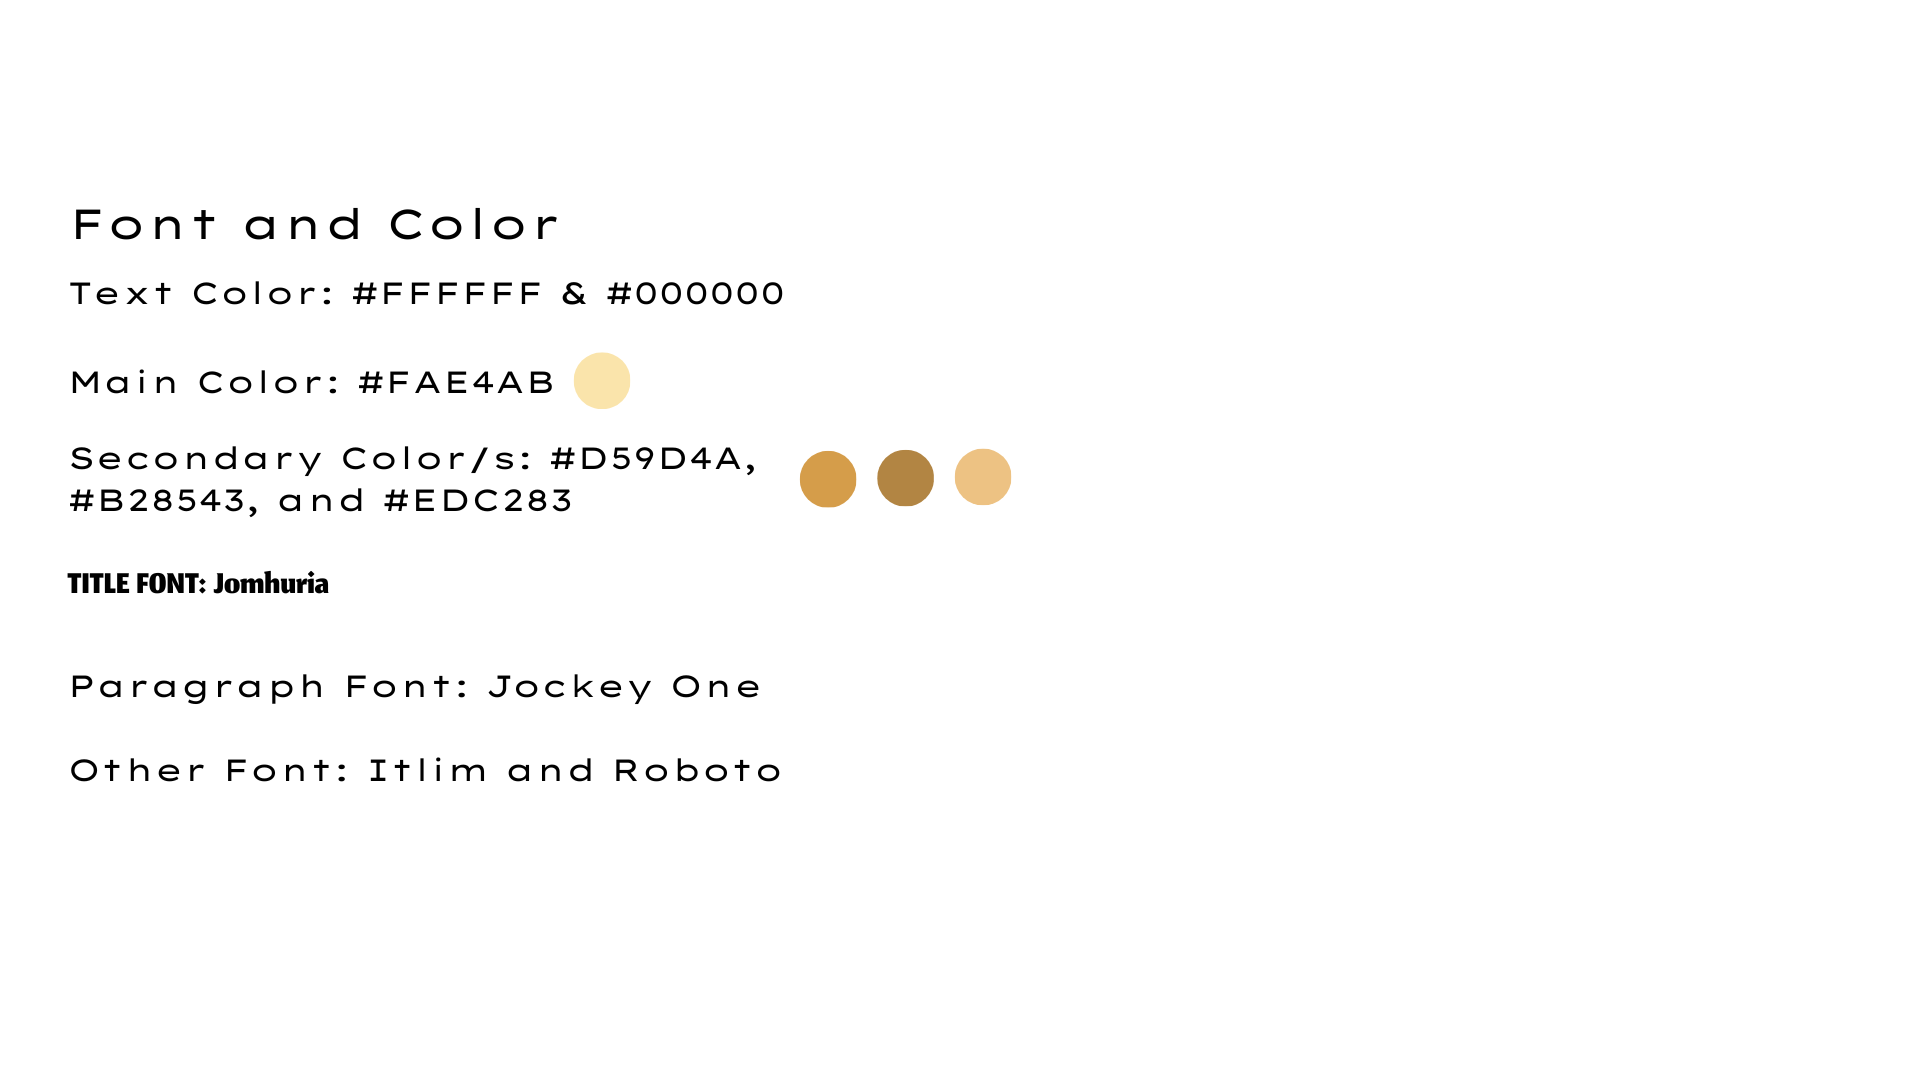 Font and Color
Text Color: #FFFFFF & #000000
Main Color: #FAE4AB
Secondary Color/s: #D59D4A,
#B28543, and #EDC283
TITLE FONT: Jomhuria
Paragraph Font: Jockey One
Other Font: Itlim and Roboto